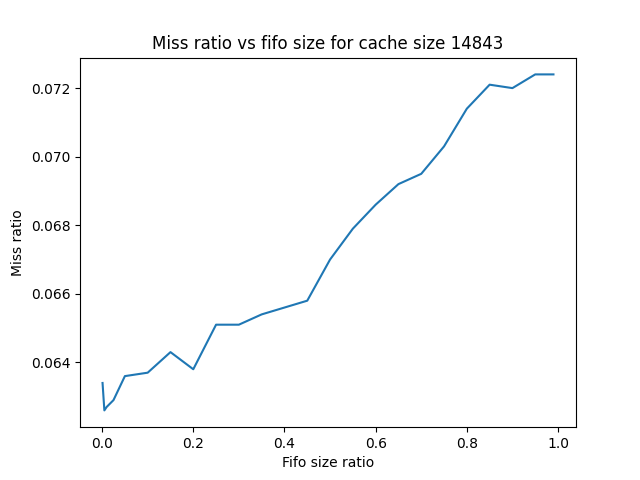 Miss ratio vs fifo size for cache size 14843
0.072
0.070
0.068
0.066
0.064
Miss ratio
0.0 0.2 0.4 0.6 0.8 1.0
Fifo size ratio